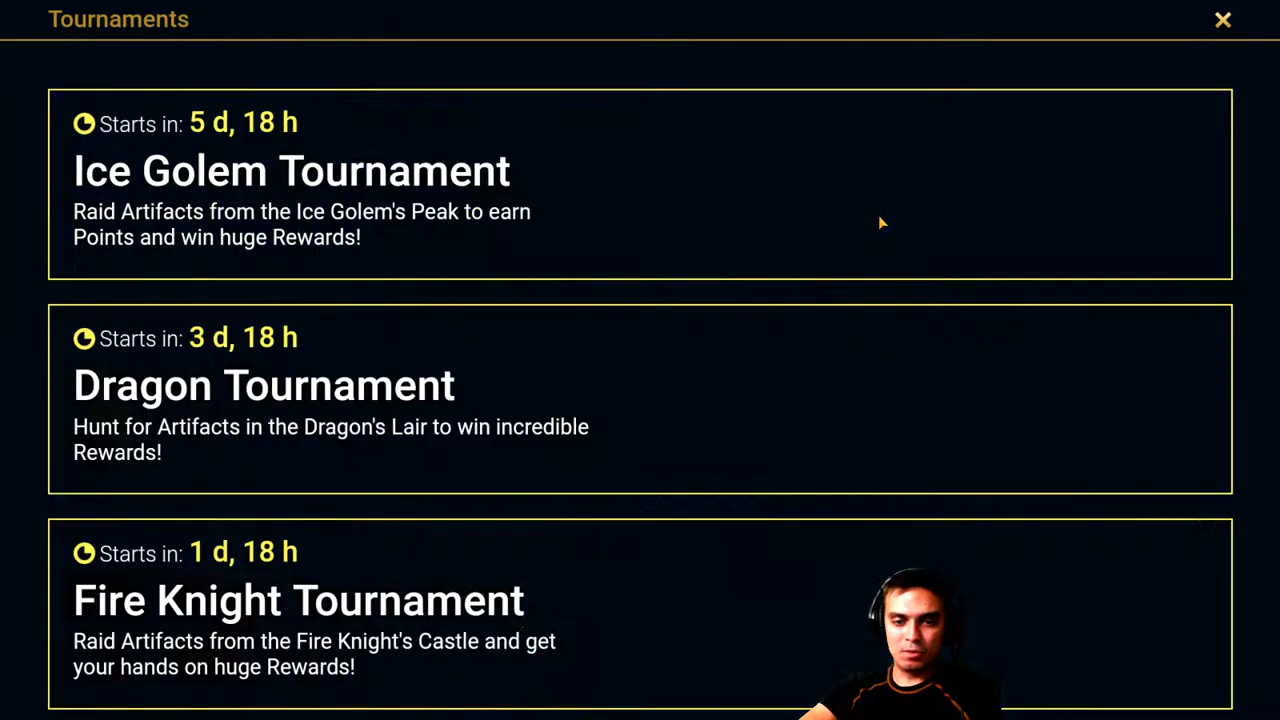 Tournaments
Starts in: 5 d, 18 h
Ice Golem Tournament
Raid Artifacts from the Ice Golem's Peak to earn
Points and win huge Rewards!
Starts in: 3 d, 18 h
Dragon Tournament
Hunt for Artifacts in the Dragon's Lair to win incredible
Rewards!
Starts in: 1 d, 18 h
Fire Knight Tournament
Raid Artifacts from the Fire Knight's Castle and get
your hands on huge Rewards!